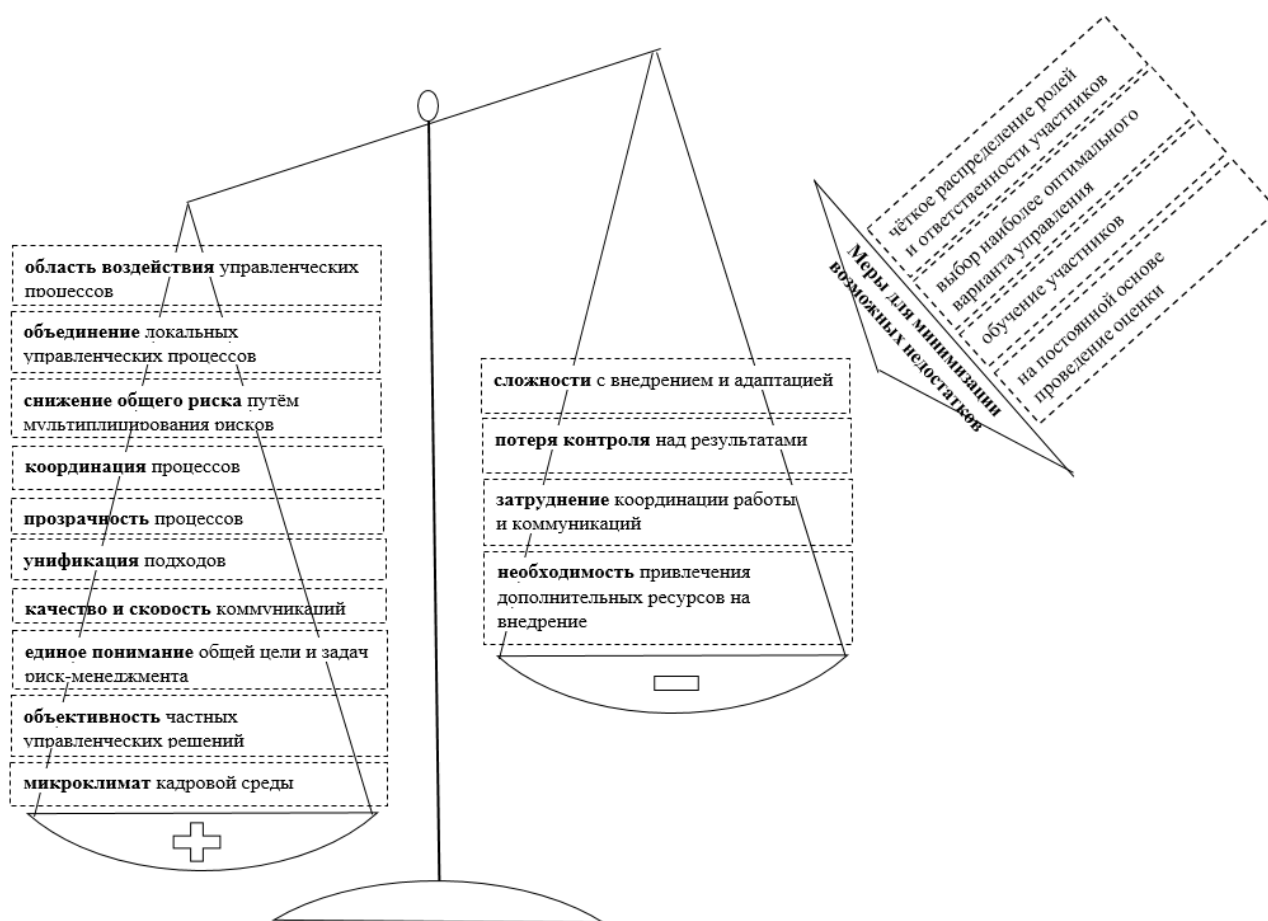 область воздействия управленческих
процессов
объединение локальных
управленческих процессов
снижение общего риска путём
мультиплицирования рисков
координация процессов
прозрачность процессов
унификация подходов
качество и скорость коммуникаций
единое понимание общей цели и задач
риск-менеджмента
объективность частных
управленческих решений
микроклимат кадровой среды
сложности с внедрением и адаптацией
потеря контроля над результатами
затруднение координации работы
и коммуникаций
необходимость привлечения
дополнительных ресурсов на
внедрение
Меры для минимизации
возможных недостатков
чёткое распределение ролей
и ответственности участников
выбор наиболее оптимального
варианта управления
обучение участников
на постоянной основе
проведение оценки